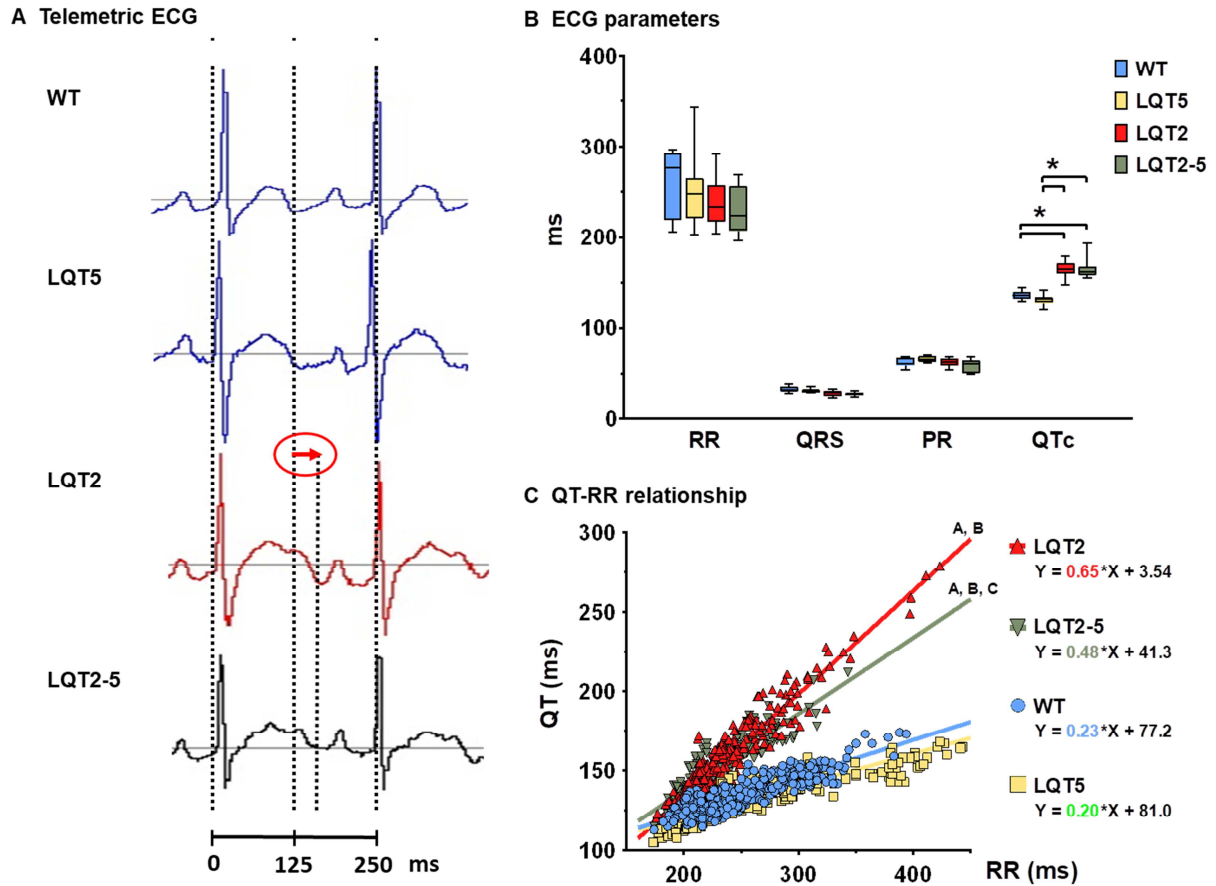 A Telemetric ECG
WT
LQT5
LQT2
LQT2-5
0 125 250 ms
B ECG parameters
400
300
200
100
0
ms
RR QRS PR QTc
* 
*
WT
LQT5
LQT2
LQT2-5
C QT-RR relationship
300
250
200
150
100
QT (ms)
200 300 400
RR (ms)
A, B
A, B, C
LQT2
Y = 0.65*X + 3.54
LQT2-5
Y = 0.48*X + 41.3
WT
Y = 0.23*X + 77.2
LQT5
Y = 0.20*X + 81.0